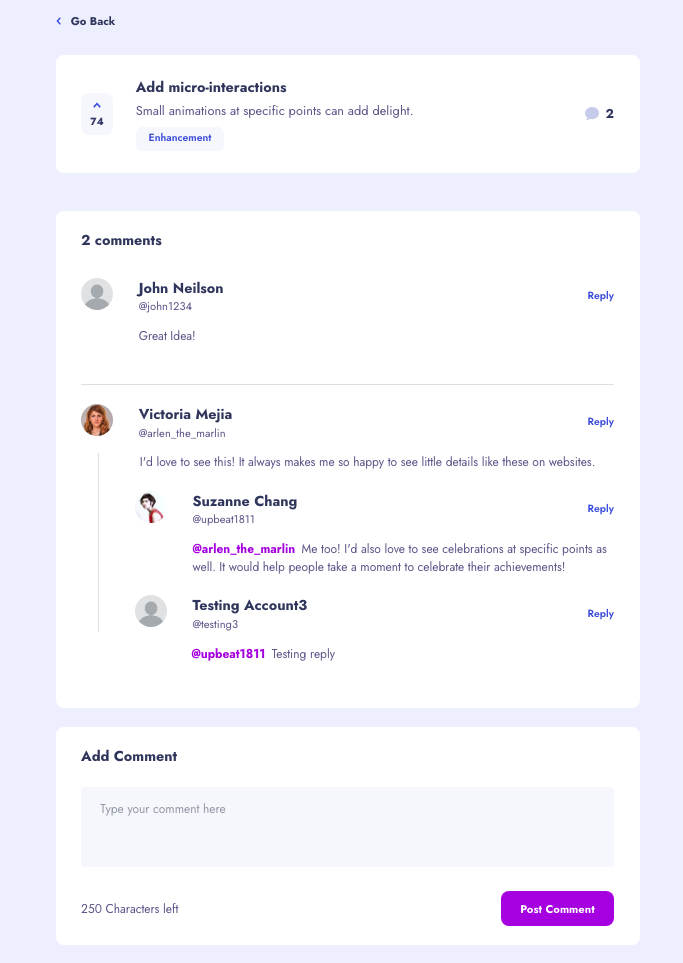 Go Back
Add micro-interactions
Small animations at specific points can add delight.
74
Enhancement
2
2 comments
John Neilson
@john1234
Reply
Great Idea!
Victoria Mejia
@arlen_the_marlin
Reply
I'd love to see this! It always makes me so happy to see little details like these on websites.
Suzanne Chang
@upbeat1811
Reply
@arlen_the_marlin Me too! I'd also love to see celebrations at specific points as
well. It would help people take a moment to celebrate their achievements!
Testing Account3
@testing3
Reply
@upbeat1811 Testing reply
Add Comment
Type your comment here
250 Characters left
Post Comment